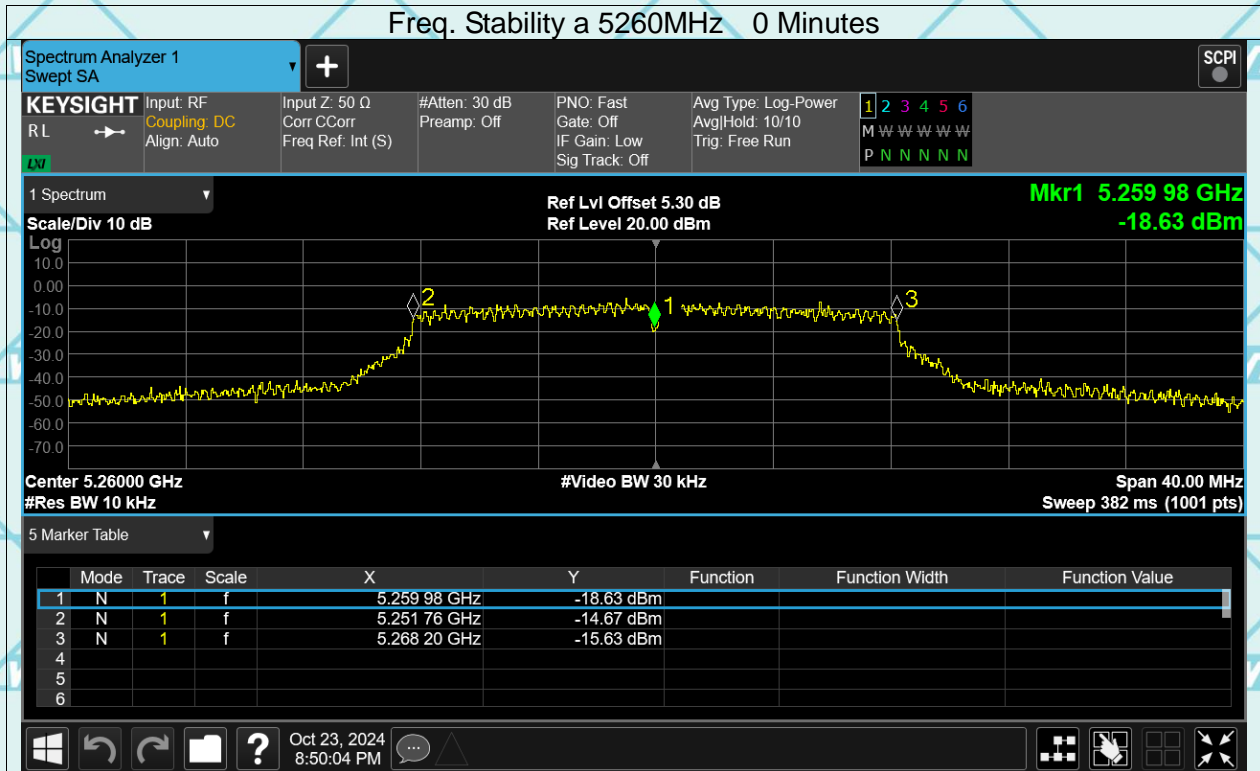 Freq. Stability a 5260MHz 0 Minutes
Spectrum Analyzer 1
Swept SA
SCPI
KEYSIGHT
R L
LXI
Input: RF
Coupling: DC
Align: Auto
Input Z: 50 Ω
Corr CCorr
Freq Ref: Int (S)
#Atten: 30 dB
Preamp: Off
PNO: Fast
Gate: Off
IF Gain: Low
Sig Track: Off
Avg Type: Log-Power
Avg|Hold: 10/10
Trig: Free Run
1 2 3 4 5 6
M W W W W W
P N N N N N
1 Spectrum
Scale/Div 10 dB
Ref Lvl Offset 5.30 dB
Ref Level 20.00 dBm
Mkr1 5.259 98 GHz
-18.63 dBm
Log
10.0
0.00
-10.0
-20.0
-30.0
-40.0
-50.0
-60.0
-70.0
2
1
3
Center 5.26000 GHz
#Video BW 30 kHz
Span 40.00 MHz
#Res BW 10 kHz
Sweep 382 ms (1001 pts)
5 Marker Table
Mode Trace Scale X Y Function Function Width Function Value
1 N 1 f 5.259 98 GHz -18.63 dBm
2 N 1 f 5.251 76 GHz -14.67 dBm
3 N 1 f 5.268 20 GHz -15.63 dBm
4
5
6
?
Oct 23, 2024
8:50:04 PM